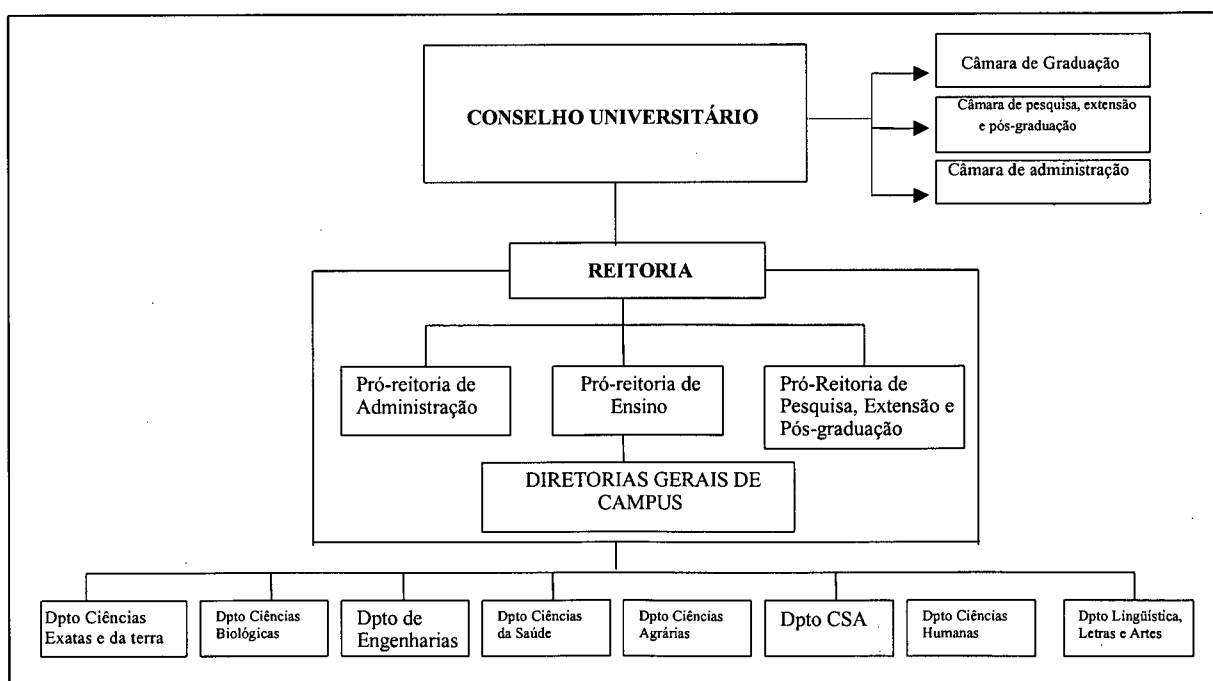 CONSELHO UNIVERSITÁRIO
Câmara de Graduação
Câmara de pesquisa, extensão
e pós-graduação
Câmara de administração
REITORIA
Pró-reitoria de
Administração
Pró-reitoria de
Ensino
Pró-Reitoria de
Pesquisa, Extensão e
Pós-graduação
DIRETORIAS GERAIS DE
CAMPUS
Dpto Ciências
Exatas e da terra
Dpto Ciências
Biológicas
Dpto de
Engenharias
Dpto Ciências
da Saúde
Dpto Ciências
Agrárias
Dpto CSA
Dpto Ciências
Humanas
Dpto Lingüística,
Letras e Artes